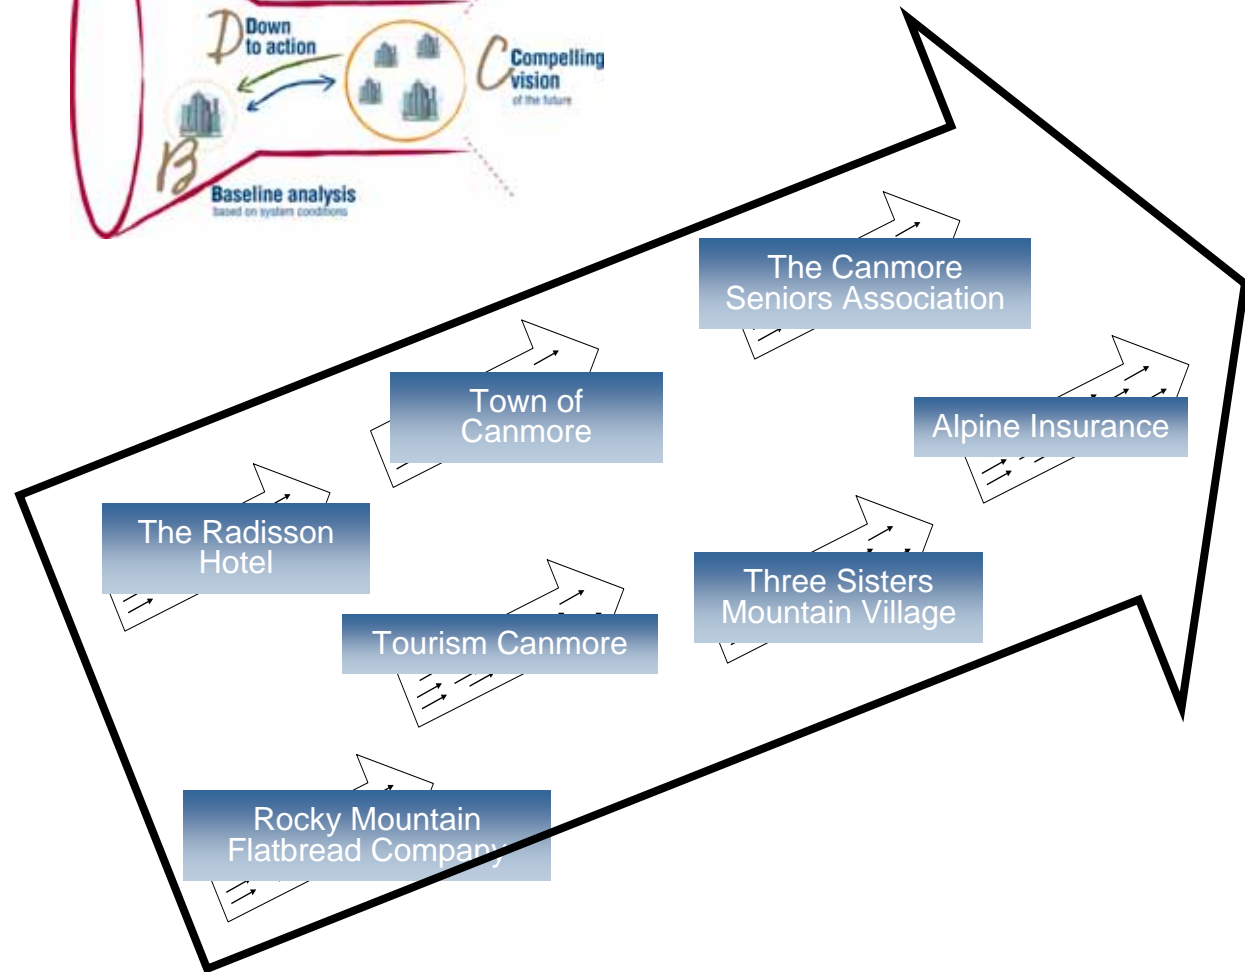 Down
to action
Compelling
vision
of the future
Baseline analysis
based on system conditions
The Canmore
Seniors Association
Town of
Canmore
Alpine Insurance
The Radisson
Hotel
Three Sisters
Mountain Village
Tourism Canmore
Rocky Mountain
Flatbread Company